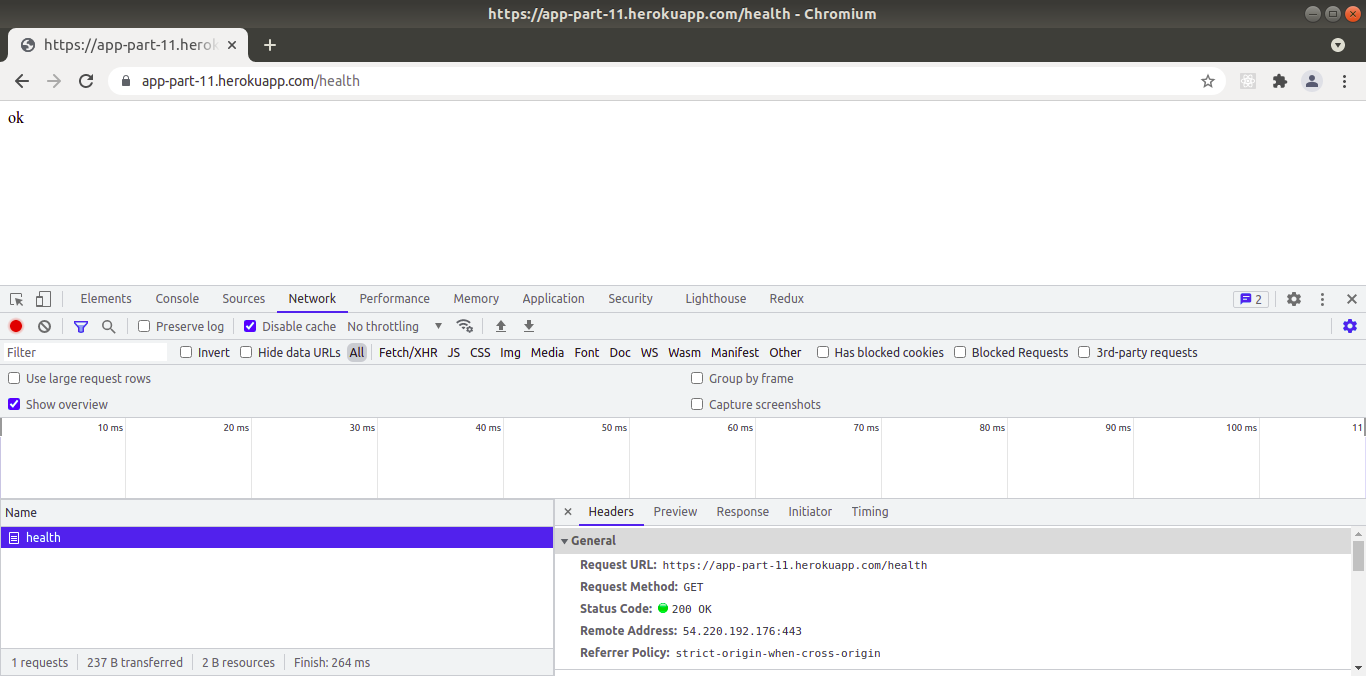 https://app-part-11.herokuapp.com/health - Chromium
https://app-part-11.herok
app-part-11.herokuapp.com/health
ok
Elements Console Sources Network Performance Memory Application Security Lighthouse Redux 2
Preserve log Disable cache No throttling
Filter Invert Hide data URLs All Fetch/XHR JS CSS Img Media Font Doc WS Wasm Manifest Other Has blocked cookies Blocked Requests 3rd-party requests
Use large request rows Group by frame
Show overview Capture screenshots
10 ms 20 ms 30 ms 40 ms 50 ms 60 ms 70 ms 80 ms 90 ms 100 ms 11
Name Headers Preview Response Initiator Timing
health
General
Request URL: https://app-part-11.herokuapp.com/health
Request Method: GET
Status Code: 200 OK
Remote Address: 54.220.192.176:443
Referrer Policy: strict-origin-when-cross-origin
1 requests 237 B transferred 2 B resources Finish: 264 ms